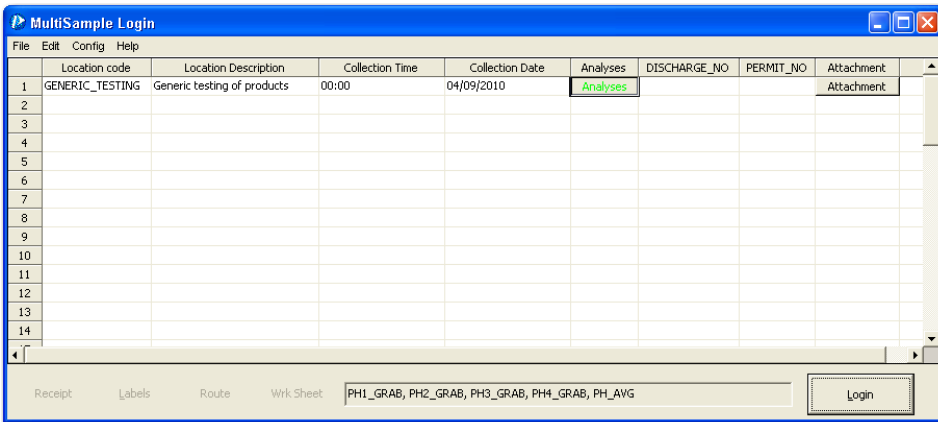 MultiSample Login
File Edit Config Help
Location code Location Description Collection Time Collection Date Analyses DISCHARGE_NO PERMIT_NO Attachment
1 GENERIC_TESTING Generic testing of products 00:00 04/09/2010 Analyses Attachment
2
3
4
5
6
7
8
9
10
11
12
13
14
Receipt Labels Route Wrk Sheet PH1_GRAB, PH2_GRAB, PH3_GRAB, PH4_GRAB, PH_AVG Login